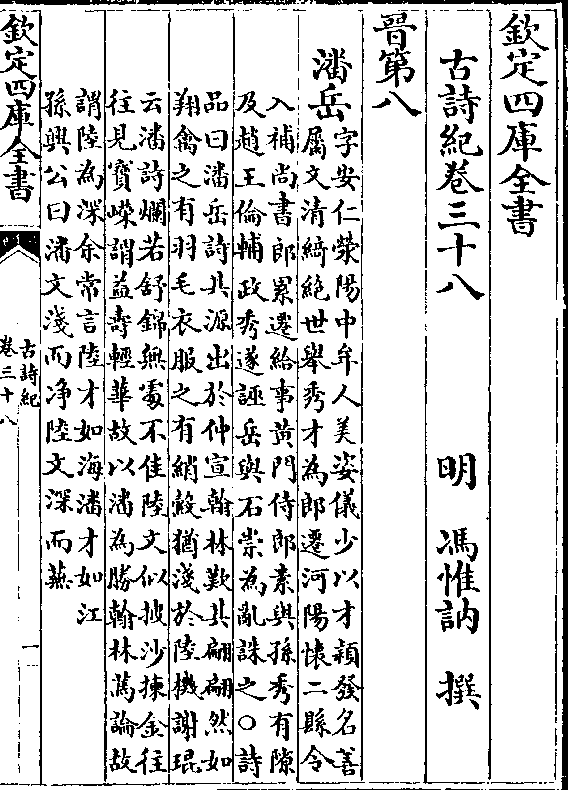 欽定四庫全書
古詩紀卷三十八　明　馮惟訥　撰
晉第八
潘岳字安仁滎陽中牟人美姿儀少以才穎發名善
屬文清綺絶世舉秀才為郎遷河陽懷二縣令
入補尚書郎累遷給事黄門侍郎素與孫秀有隙
及趙王倫輔政秀遂誣岳與石崇為亂誅之○詩
品曰潘岳詩其源出於仲宣翰林歎其翩翩然如
翔禽之有羽毛衣服之有綃縠猶淺於陸機謝琨
云潘詩爛若舒錦無處不佳陸文似披沙揀金往
往見寳嶸謂益壽輕華故以潘為勝翰林篤論故
謂陸為深余常言陸才如海潘才如江
孫興公曰潘文淺而净陸文深而蕪
欽定四庫全書
古詩紀
卷三十八
一